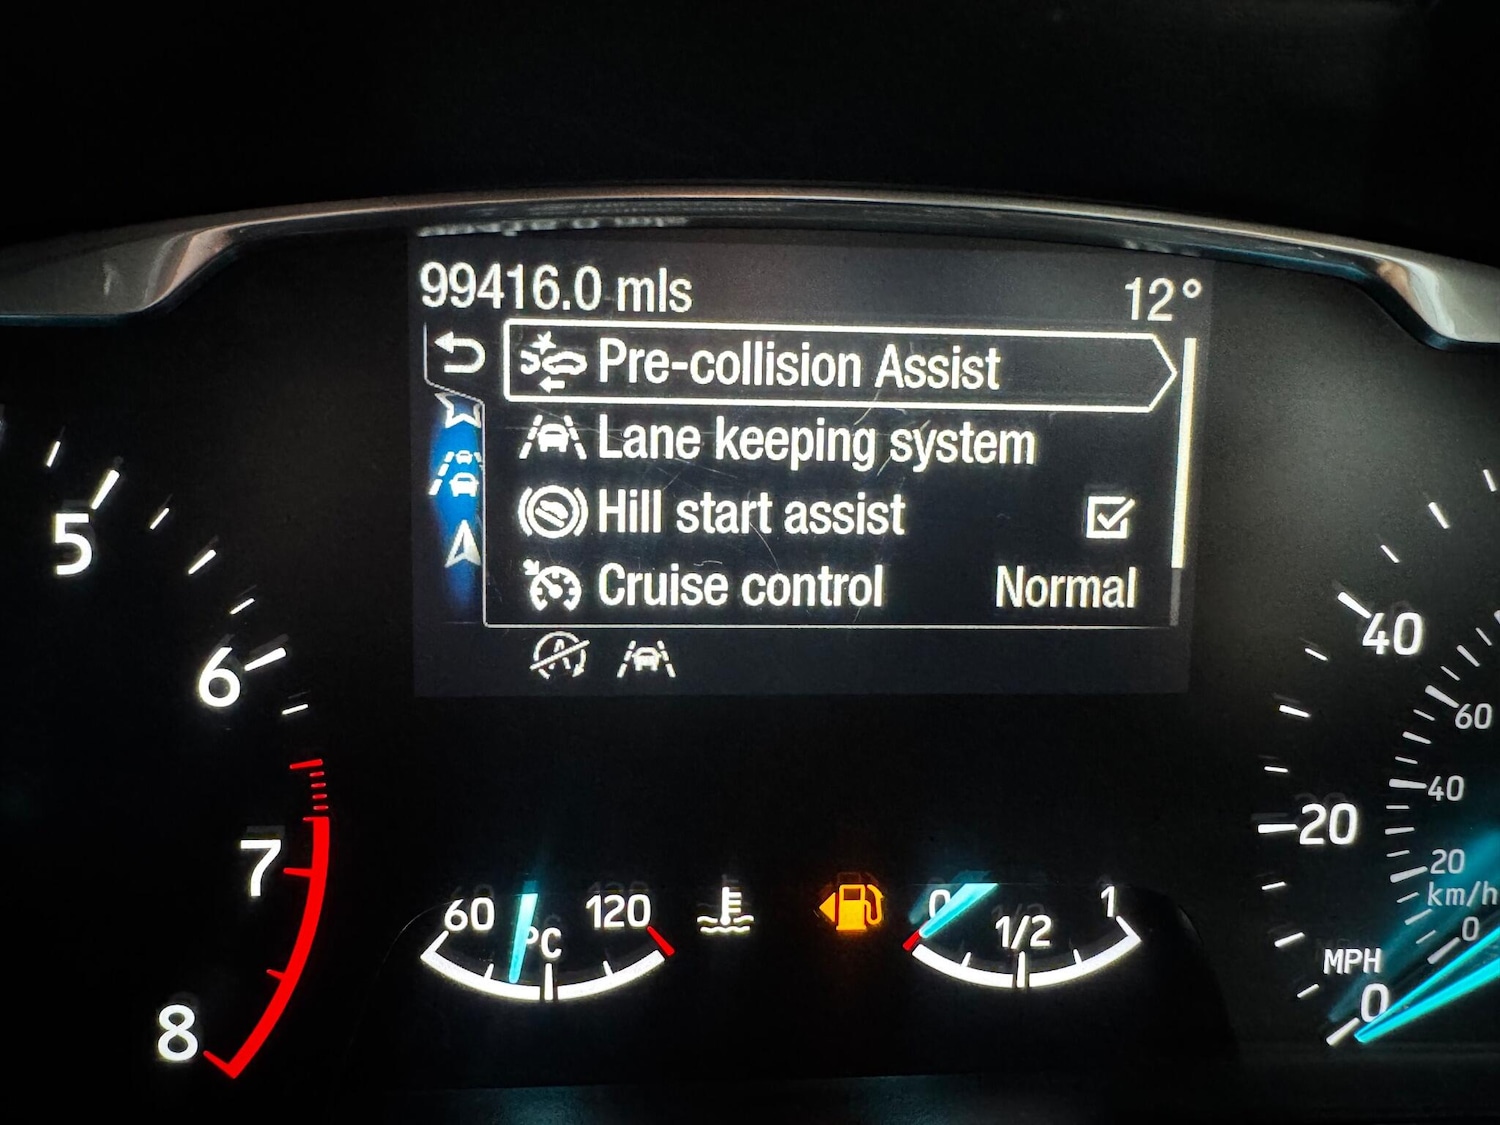 99416.0 mls 12°
Pre-collision Assist
Lane keeping system
Hill start assist
Cruise control Normal
A
5
6
7
8
60 °C 120
0 1/2 1
40
20
MPH
0
60
40
20
km/h
0